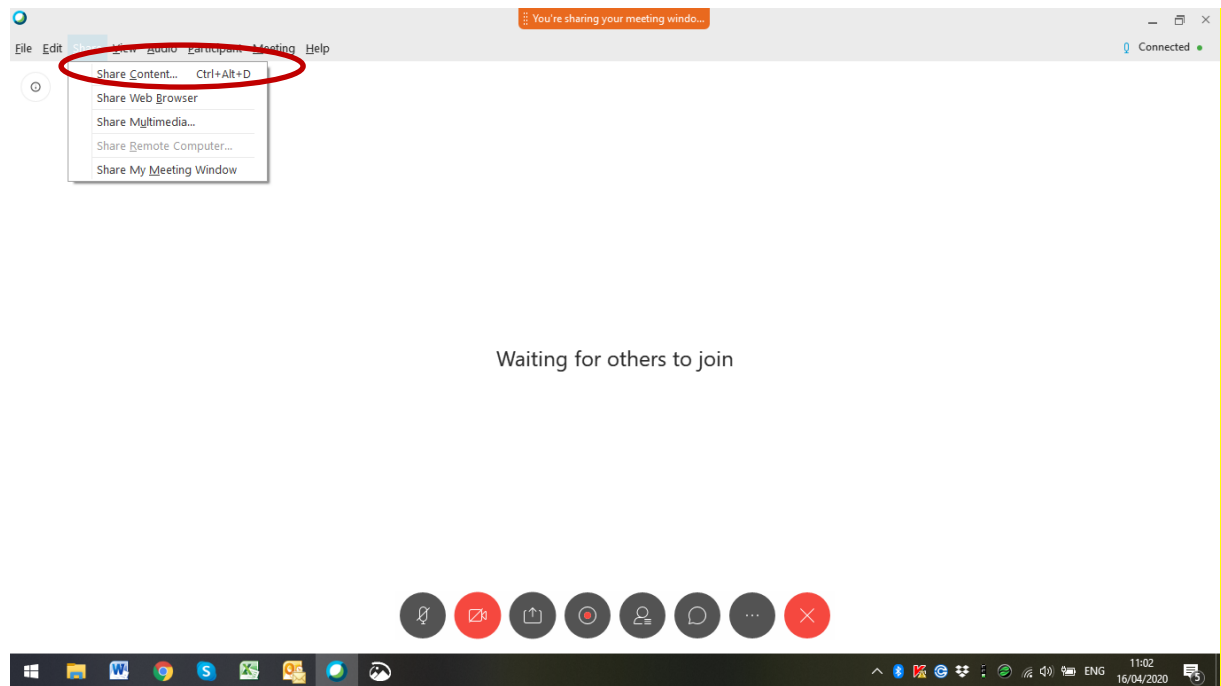 You're sharing your meeting windo...
File Edit Share View Audio Participant Meeting Help
Connected
Share Content... Ctrl+Alt+D
Share Web Browser
Share Multimedia...
Share Remote Computer...
Share My Meeting Window
Waiting for others to join
ENG
11:02
16/04/2020
5